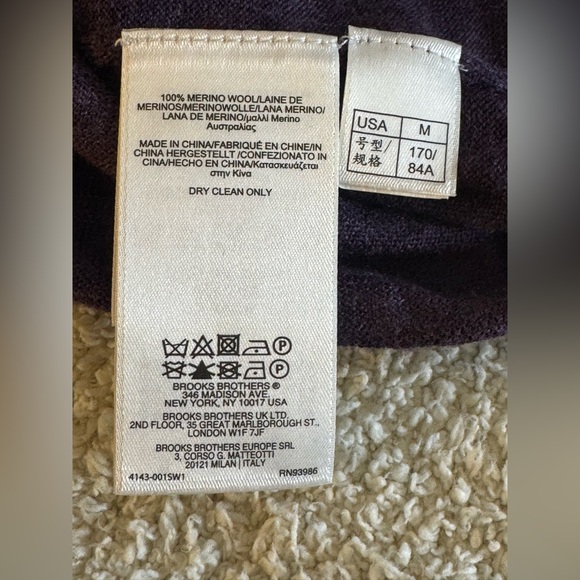 100% MERINO WOOL/LAINE DE
MERINOS/MERINOWOLLE/LANA MERINO/
LANA DE MERINO/μαλλί Merino
Αυστραλίας
MADE IN CHINA/FABRIQUÉ EN CHINE/IN
CHINA HERGESTELLT /CONFEZIONATO IN
CINA/HECHO EN CHINA/Κατασκευάζεται
στην Κίνα
DRY CLEAN ONLY
P
P
BROOKS BROTHERS ®
346 MADISON AVE.
NEW YORK, NY 10017 USA
BROOKS BROTHERS UK LTD.
2ND FLOOR, 35 GREAT MARLBOROUGH ST.,
LONDON W1F 7JF
BROOKS BROTHERS EUROPE SRL
3, CORSO G. MATTEOTTI
20121 MILAN | ITALY
4143-001SW1 RN93986
USA M
号型/ 170/
规格 84A